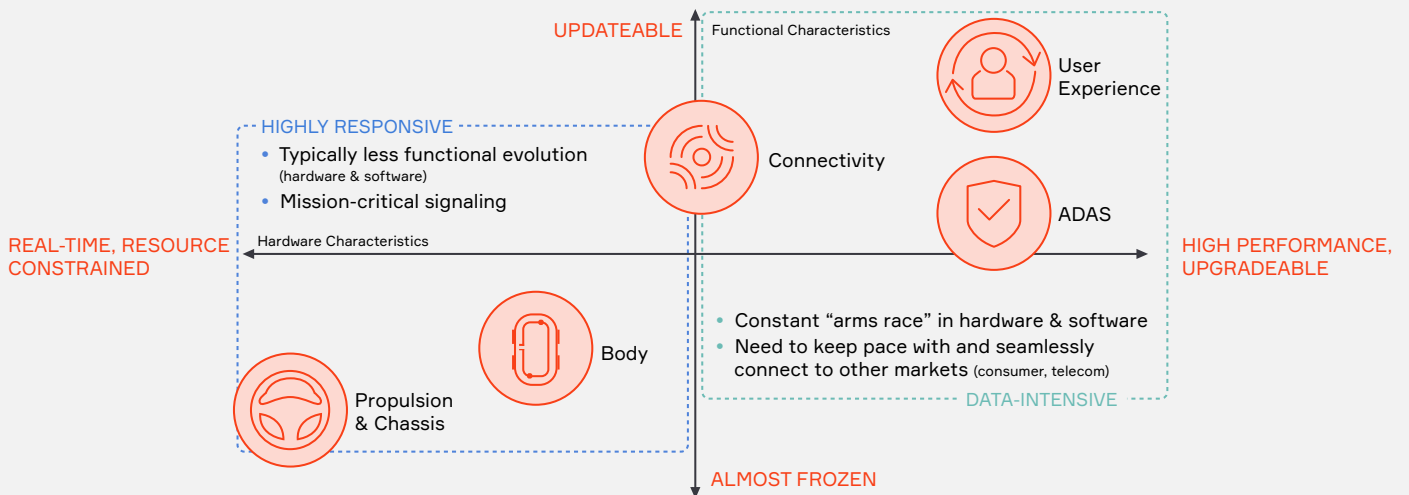 UPDATEABLE
Functional Characteristics
User
Experience
HIGHLY RESPONSIVE
• Typically less functional evolution
(hardware & software)
• Mission-critical signaling
Connectivity
ADAS
REAL-TIME, RESOURCE
CONSTRAINED
Hardware Characteristics
HIGH PERFORMANCE,
UPGRADEABLE
• Constant “arms race” in hardware & software
• Need to keep pace with and seamlessly
connect to other markets (consumer, telecom)
DATA-INTENSIVE
Body
Propulsion
& Chassis
ALMOST FROZEN